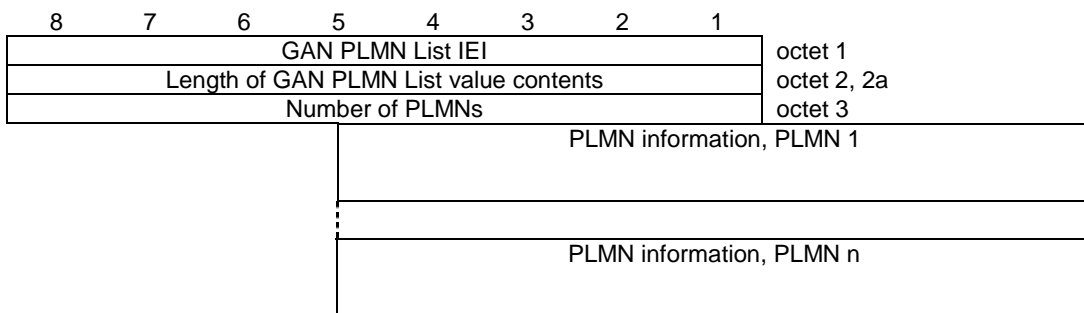 8 7 6 5 4 3 2 1
GAN PLMN List IEI octet 1
Length of GAN PLMN List value contents octet 2, 2a
Number of PLMNs octet 3
PLMN information, PLMN 1
PLMN information, PLMN n